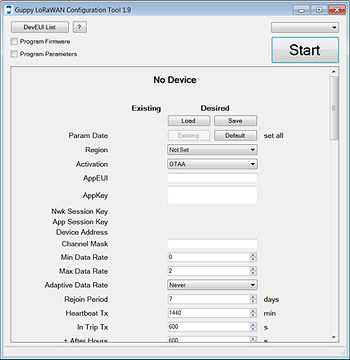 Guppy LoRaWAN Configuration Tool 1.9
DevEUI List ?
Program Firmware
Program Parameters
Start
No Device
Existing Desired
Load Save
Param Date Existing Default set all
Region NotSet
Activation OTAA
AppEUI
AppKey
Nwk Session Key
App Session Key
Device Address
Channel Mask
Min Data Rate 0
Max Data Rate 2
Adaptive Data Rate Never
Rejoin Period 7 days
Heartbeat Tx 1440 min
In Trip Tx 600 s
+ After Hours 600 s